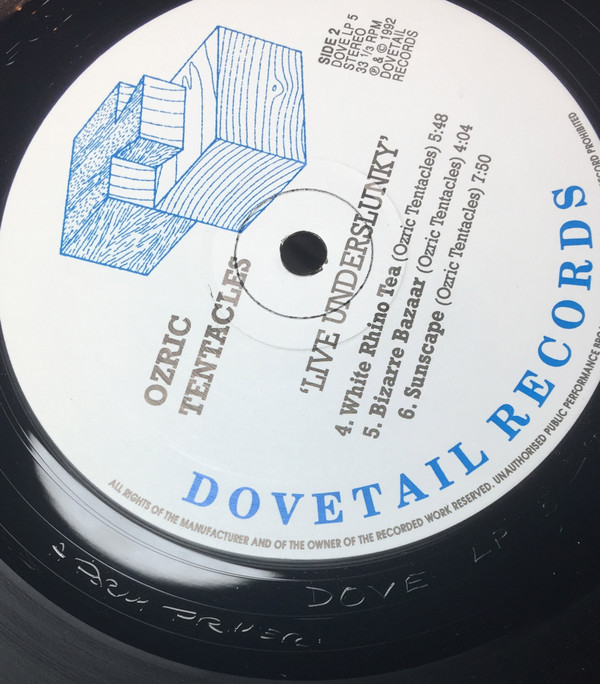 SIDE 2
DOVE LP 5
STEREO
33 1/3 RPM
℗ & © 1992
DOVETAIL
RECORDS
OZRIC
TENTACLES
'LIVE UNDERSLUNKY'
4. White Rhino Tea (Ozric Tentacles) 5:48
5. Bizarre Bazaar (Ozric Tentacles) 4:04
6. Sunscape (Ozric Tentacles) 7:50
DOVETAIL RECORDS
ALL RIGHTS OF THE MANUFACTURER AND OF THE OWNER OF THE RECORDED WORK RESERVED. UNAUTHORISED PUBLIC PERFORMANCE
RECORD PROHIBITED
DOVE LP 5